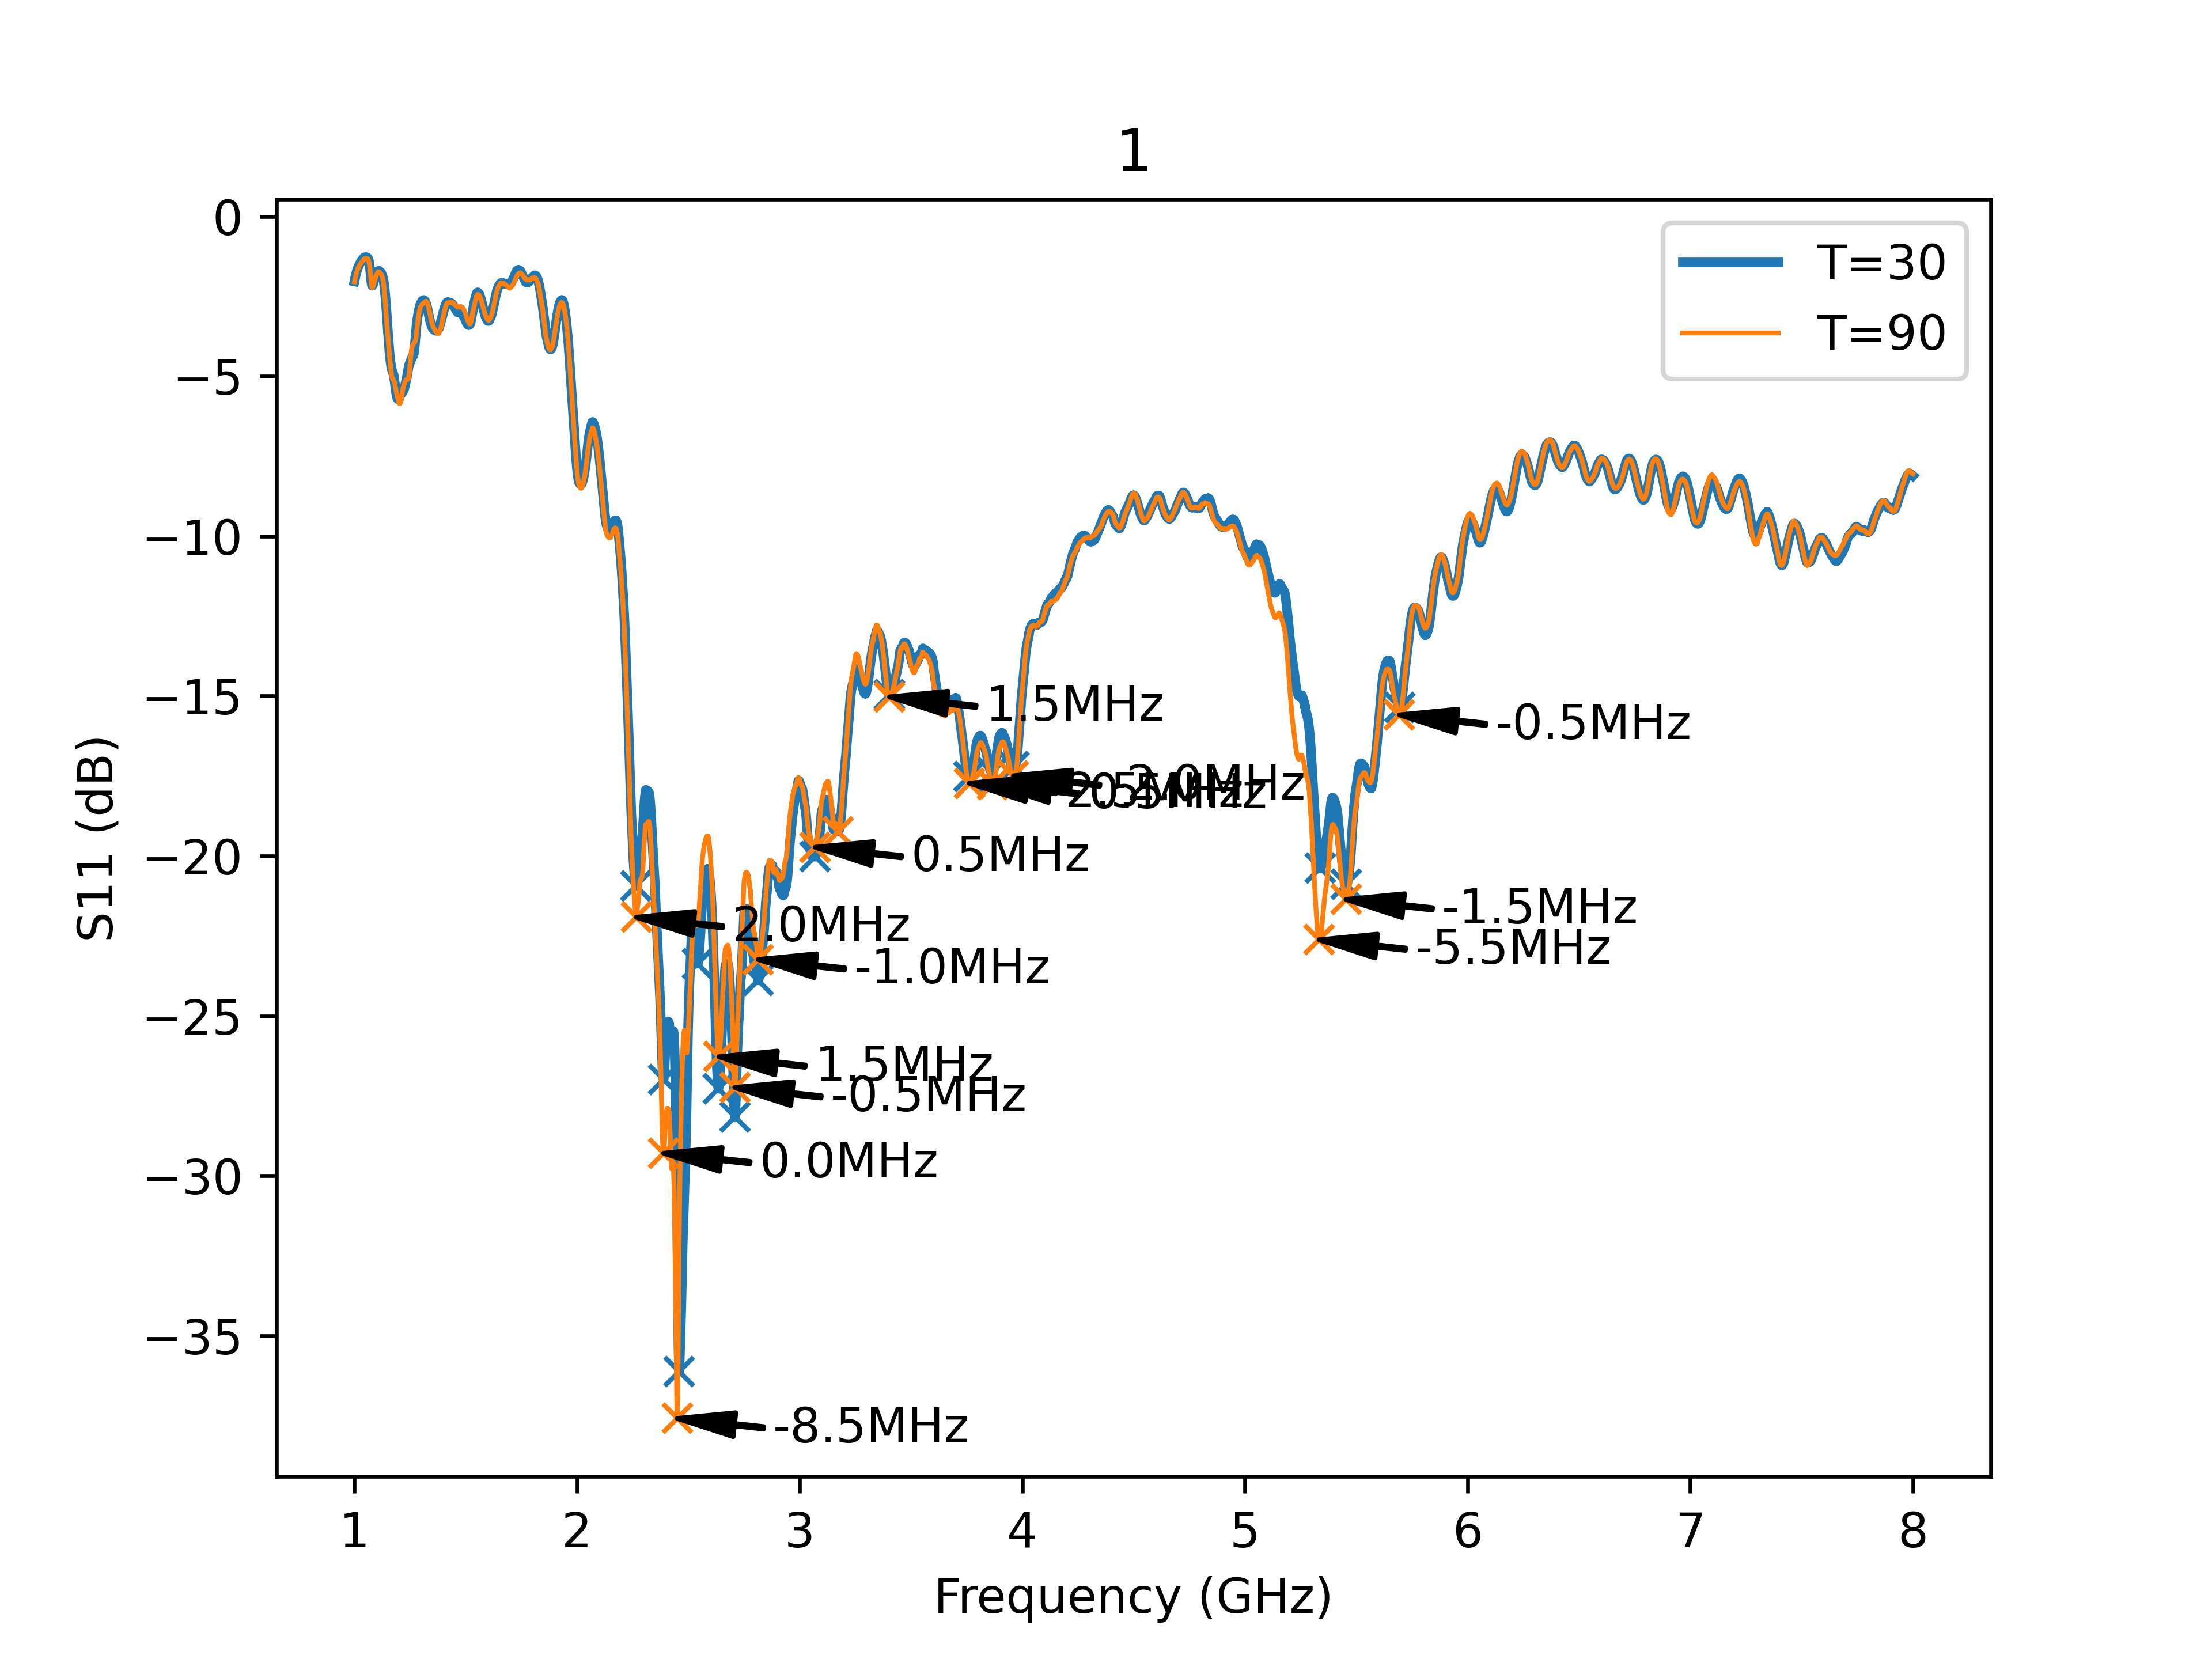 1
0
−5
−10
−15
−20
−25
−30
−35
S11 (dB)
T=30
T=90
1.5MHz
-0.5MHz
0.5MHz
2.0MHz
-1.5MHz
-5.5MHz
-1.0MHz
1.5MHz
-0.5MHz
0.0MHz
-8.5MHz
1 2 3 4 5 6 7 8
Frequency (GHz)